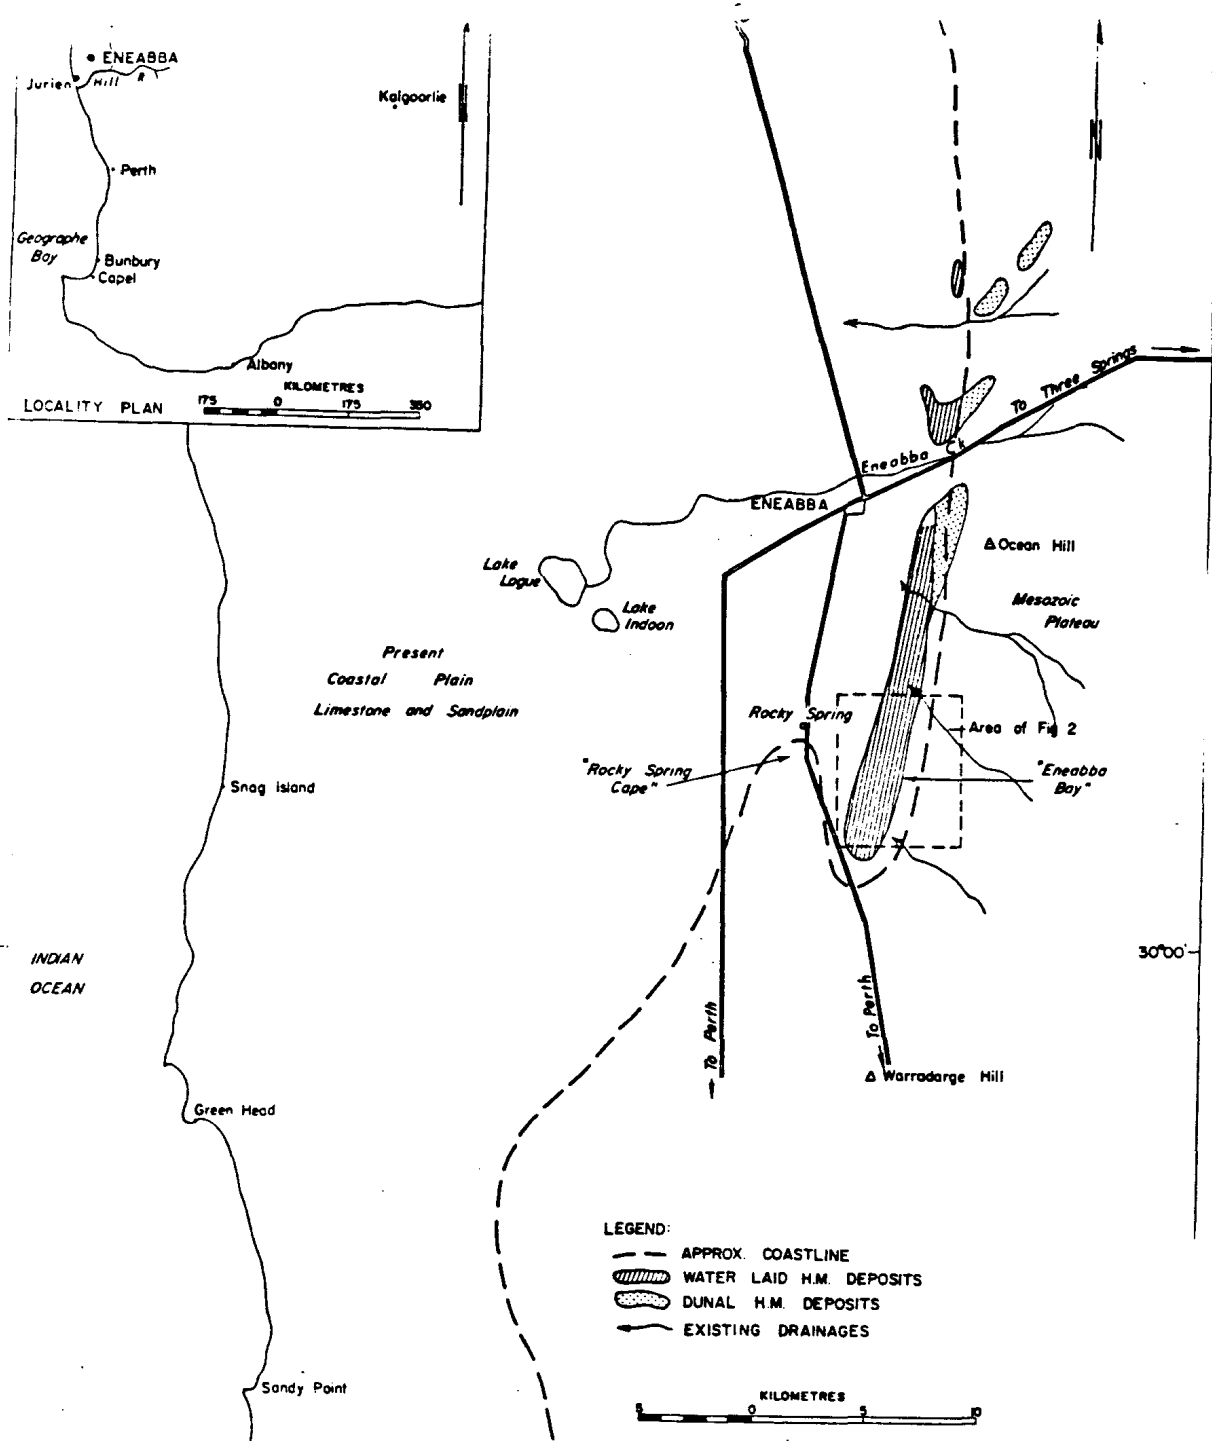 ENEABBA
Jurien
Hill R
Kalgoorlie
Perth
Geographe
Bay
Bunbury
Capel
Albany
KILOMETRES
LOCALITY PLAN
175 0 175 350
N
To Three Springs
Eneabba Ck
ENEABBA
Ocean Hill
Lake
Logue
Lake
Indoon
Mesozoic
Plateau
Present
Coastal Plain
Limestone and Sandplain
Rocky Spring
Area of Fig 2
"Rocky Spring
Cape"
"Eneabba
Bay"
Snag Island
INDIAN
OCEAN
30°00'
To Perth
To Perth
Warradarge Hill
Green Head
LEGEND:
APPROX. COASTLINE
WATER LAID H.M. DEPOSITS
DUNAL H.M. DEPOSITS
EXISTING DRAINAGES
Sandy Point
KILOMETRES
5 0 5 10